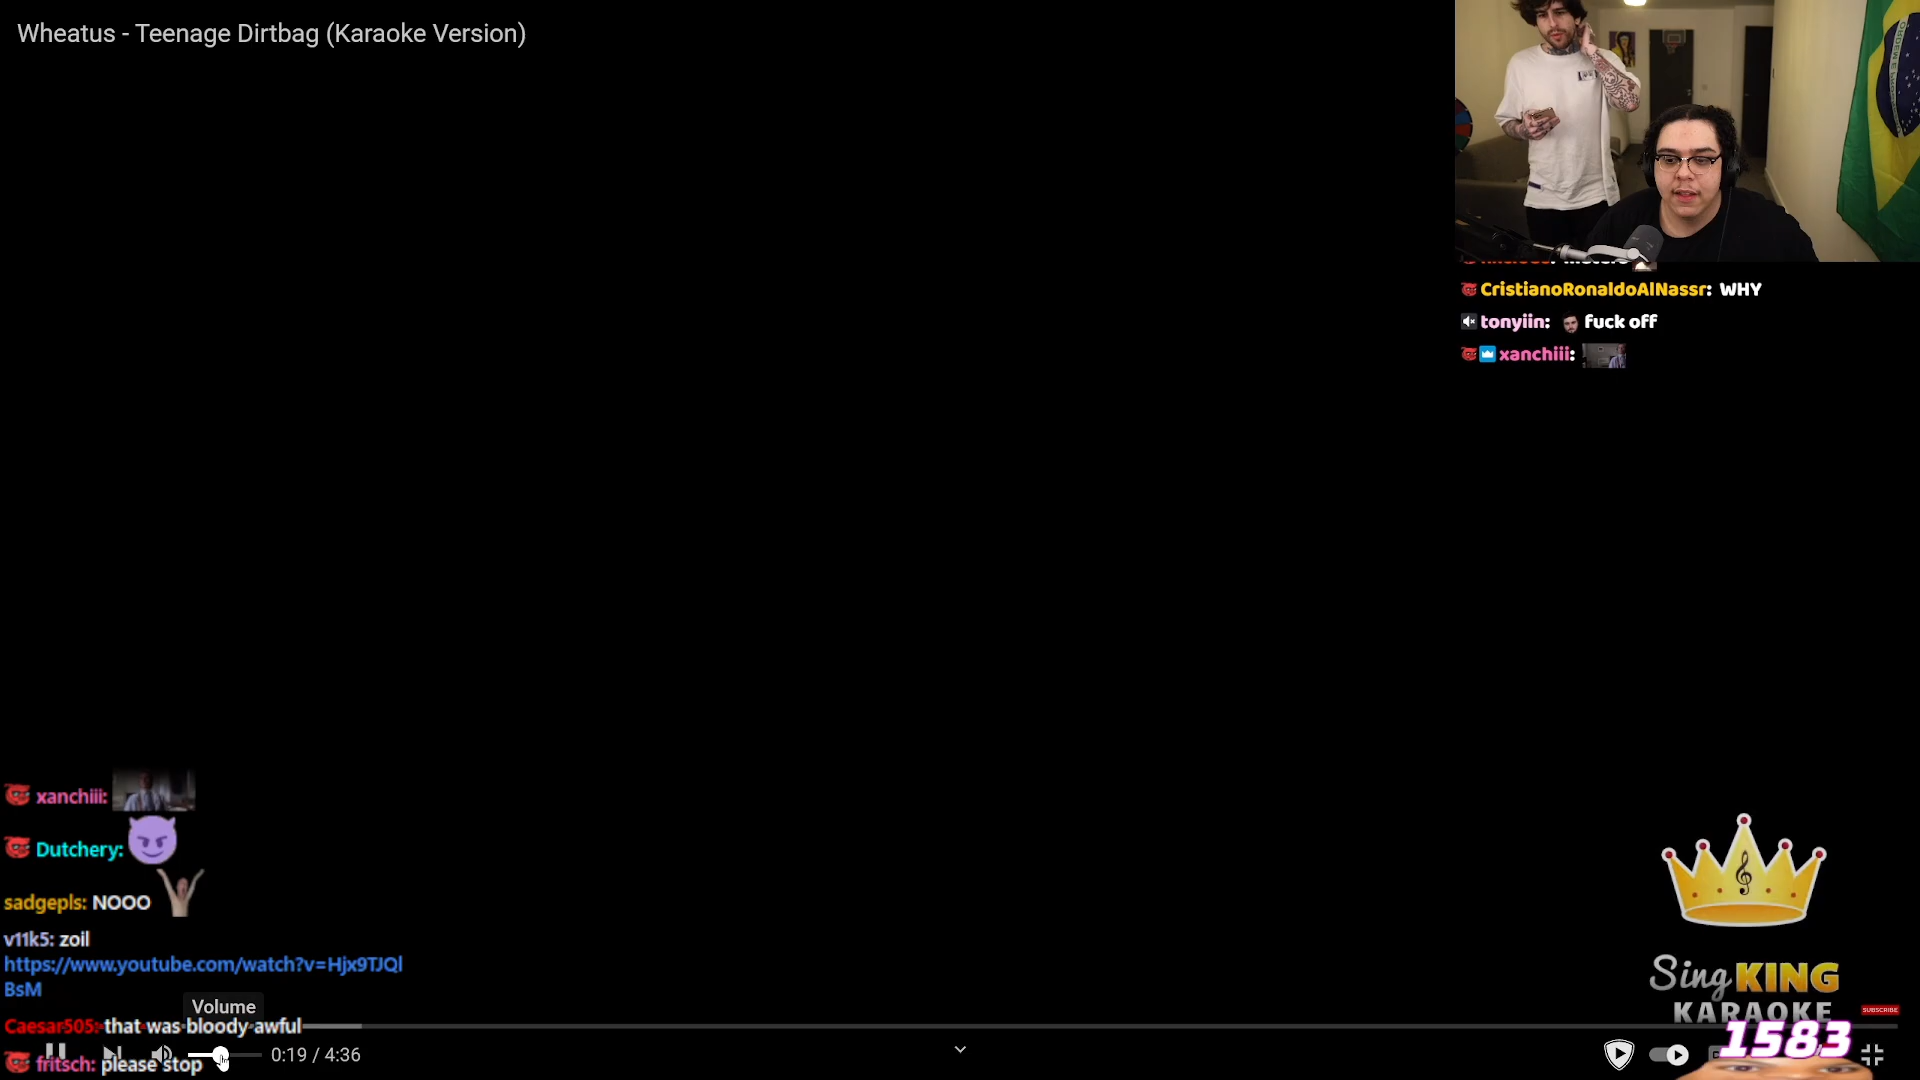 Wheatus - Teenage Dirtbag (Karaoke Version)
CristianoRonaldoAlNassr: WHY
tonyiin: fuck off
xanchiii:
xanchiii:
Dutchery:
sadgepls: NOOO
v11k5: zoil
https://www.youtube.com/watch?v=Hjx9TJQl
BsM
Volume
Caesar505: that was bloody awful
fritsch: please stop
0:19 / 4:36
Sing KING
KARAOKE
SUBSCRIBE
1583